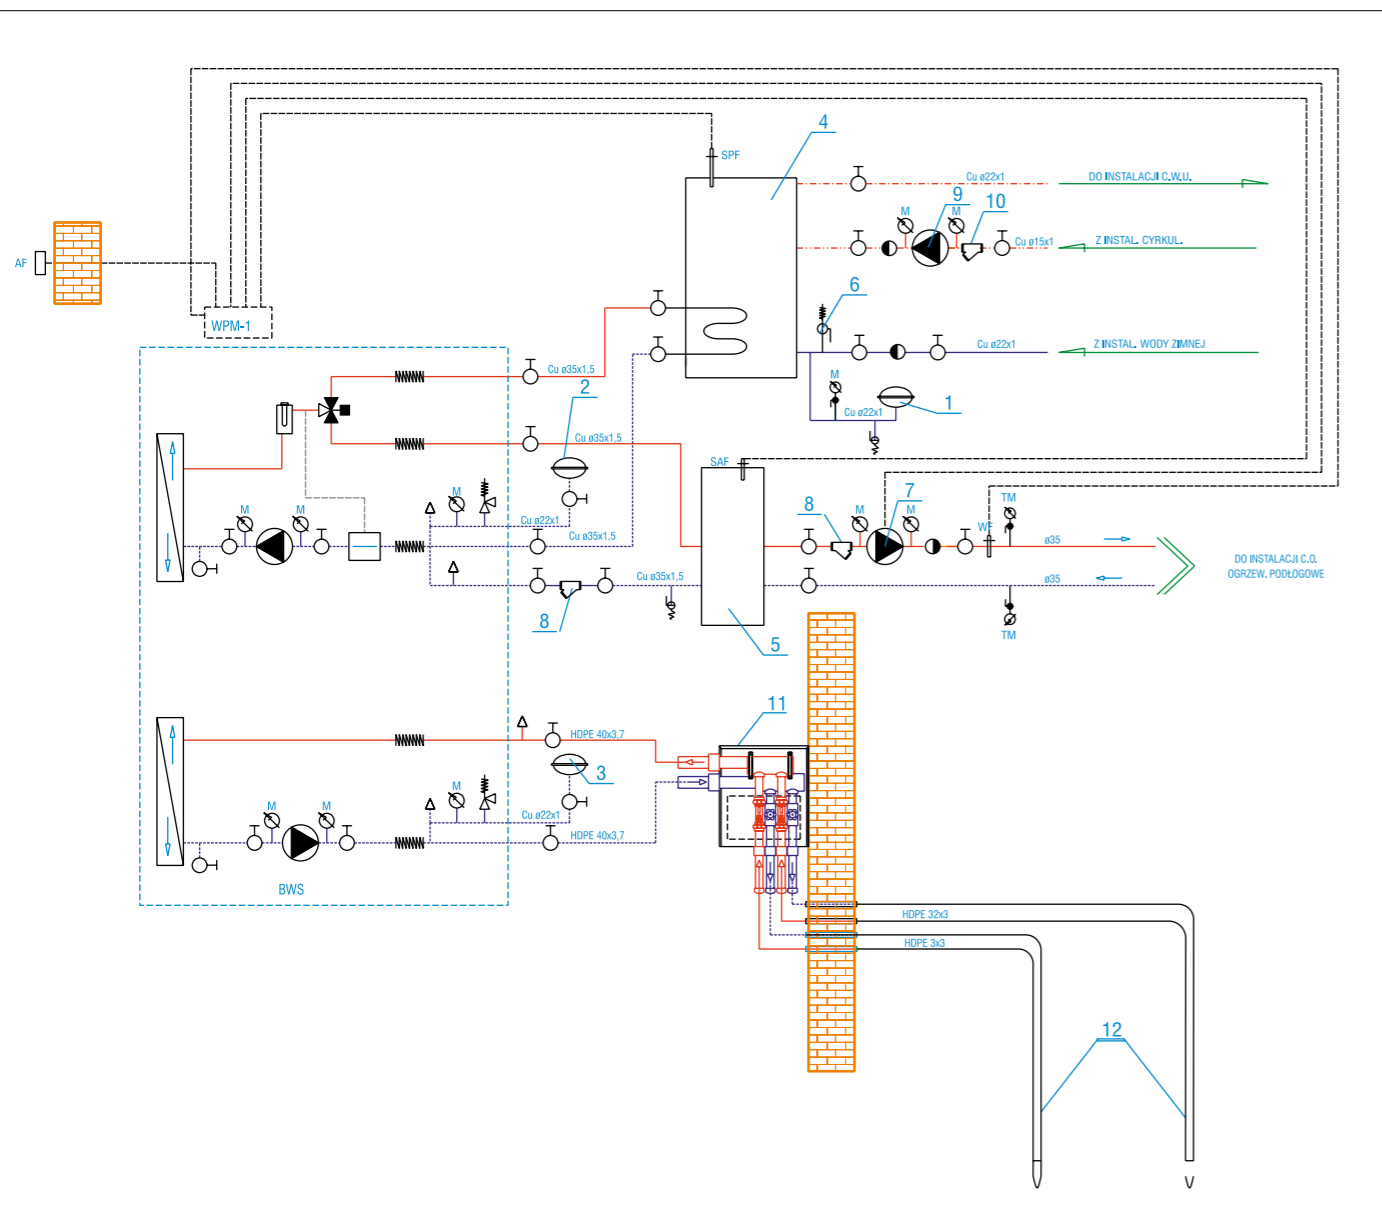 4
SPF
Cu ø22x1
DO INSTALACJI C.W.U.
9
10
M
M
Cu ø15x1
Z INSTAL. CYRKUL.
AF
6
WPM-1
Cu ø22x1
Z INSTAL. WODY ZIMNEJ
Cu ø35x1,5
2
M
1
Cu ø22x1
Cu ø35x1,5
SAF
7
8
M
M
TM
WF
ø35
M
M
M
Cu ø22x1
Cu ø35x1,5
DO INSTALACJI C.O.
OGRZEW. PODŁOGOWE
Cu ø35x1,5
ø35
8
5
TM
11
HDPE 40x3,7
3
M
M
M
Cu ø22x1
HDPE 40x3,7
BWS
HDPE 32x3
HDPE 3x3
12